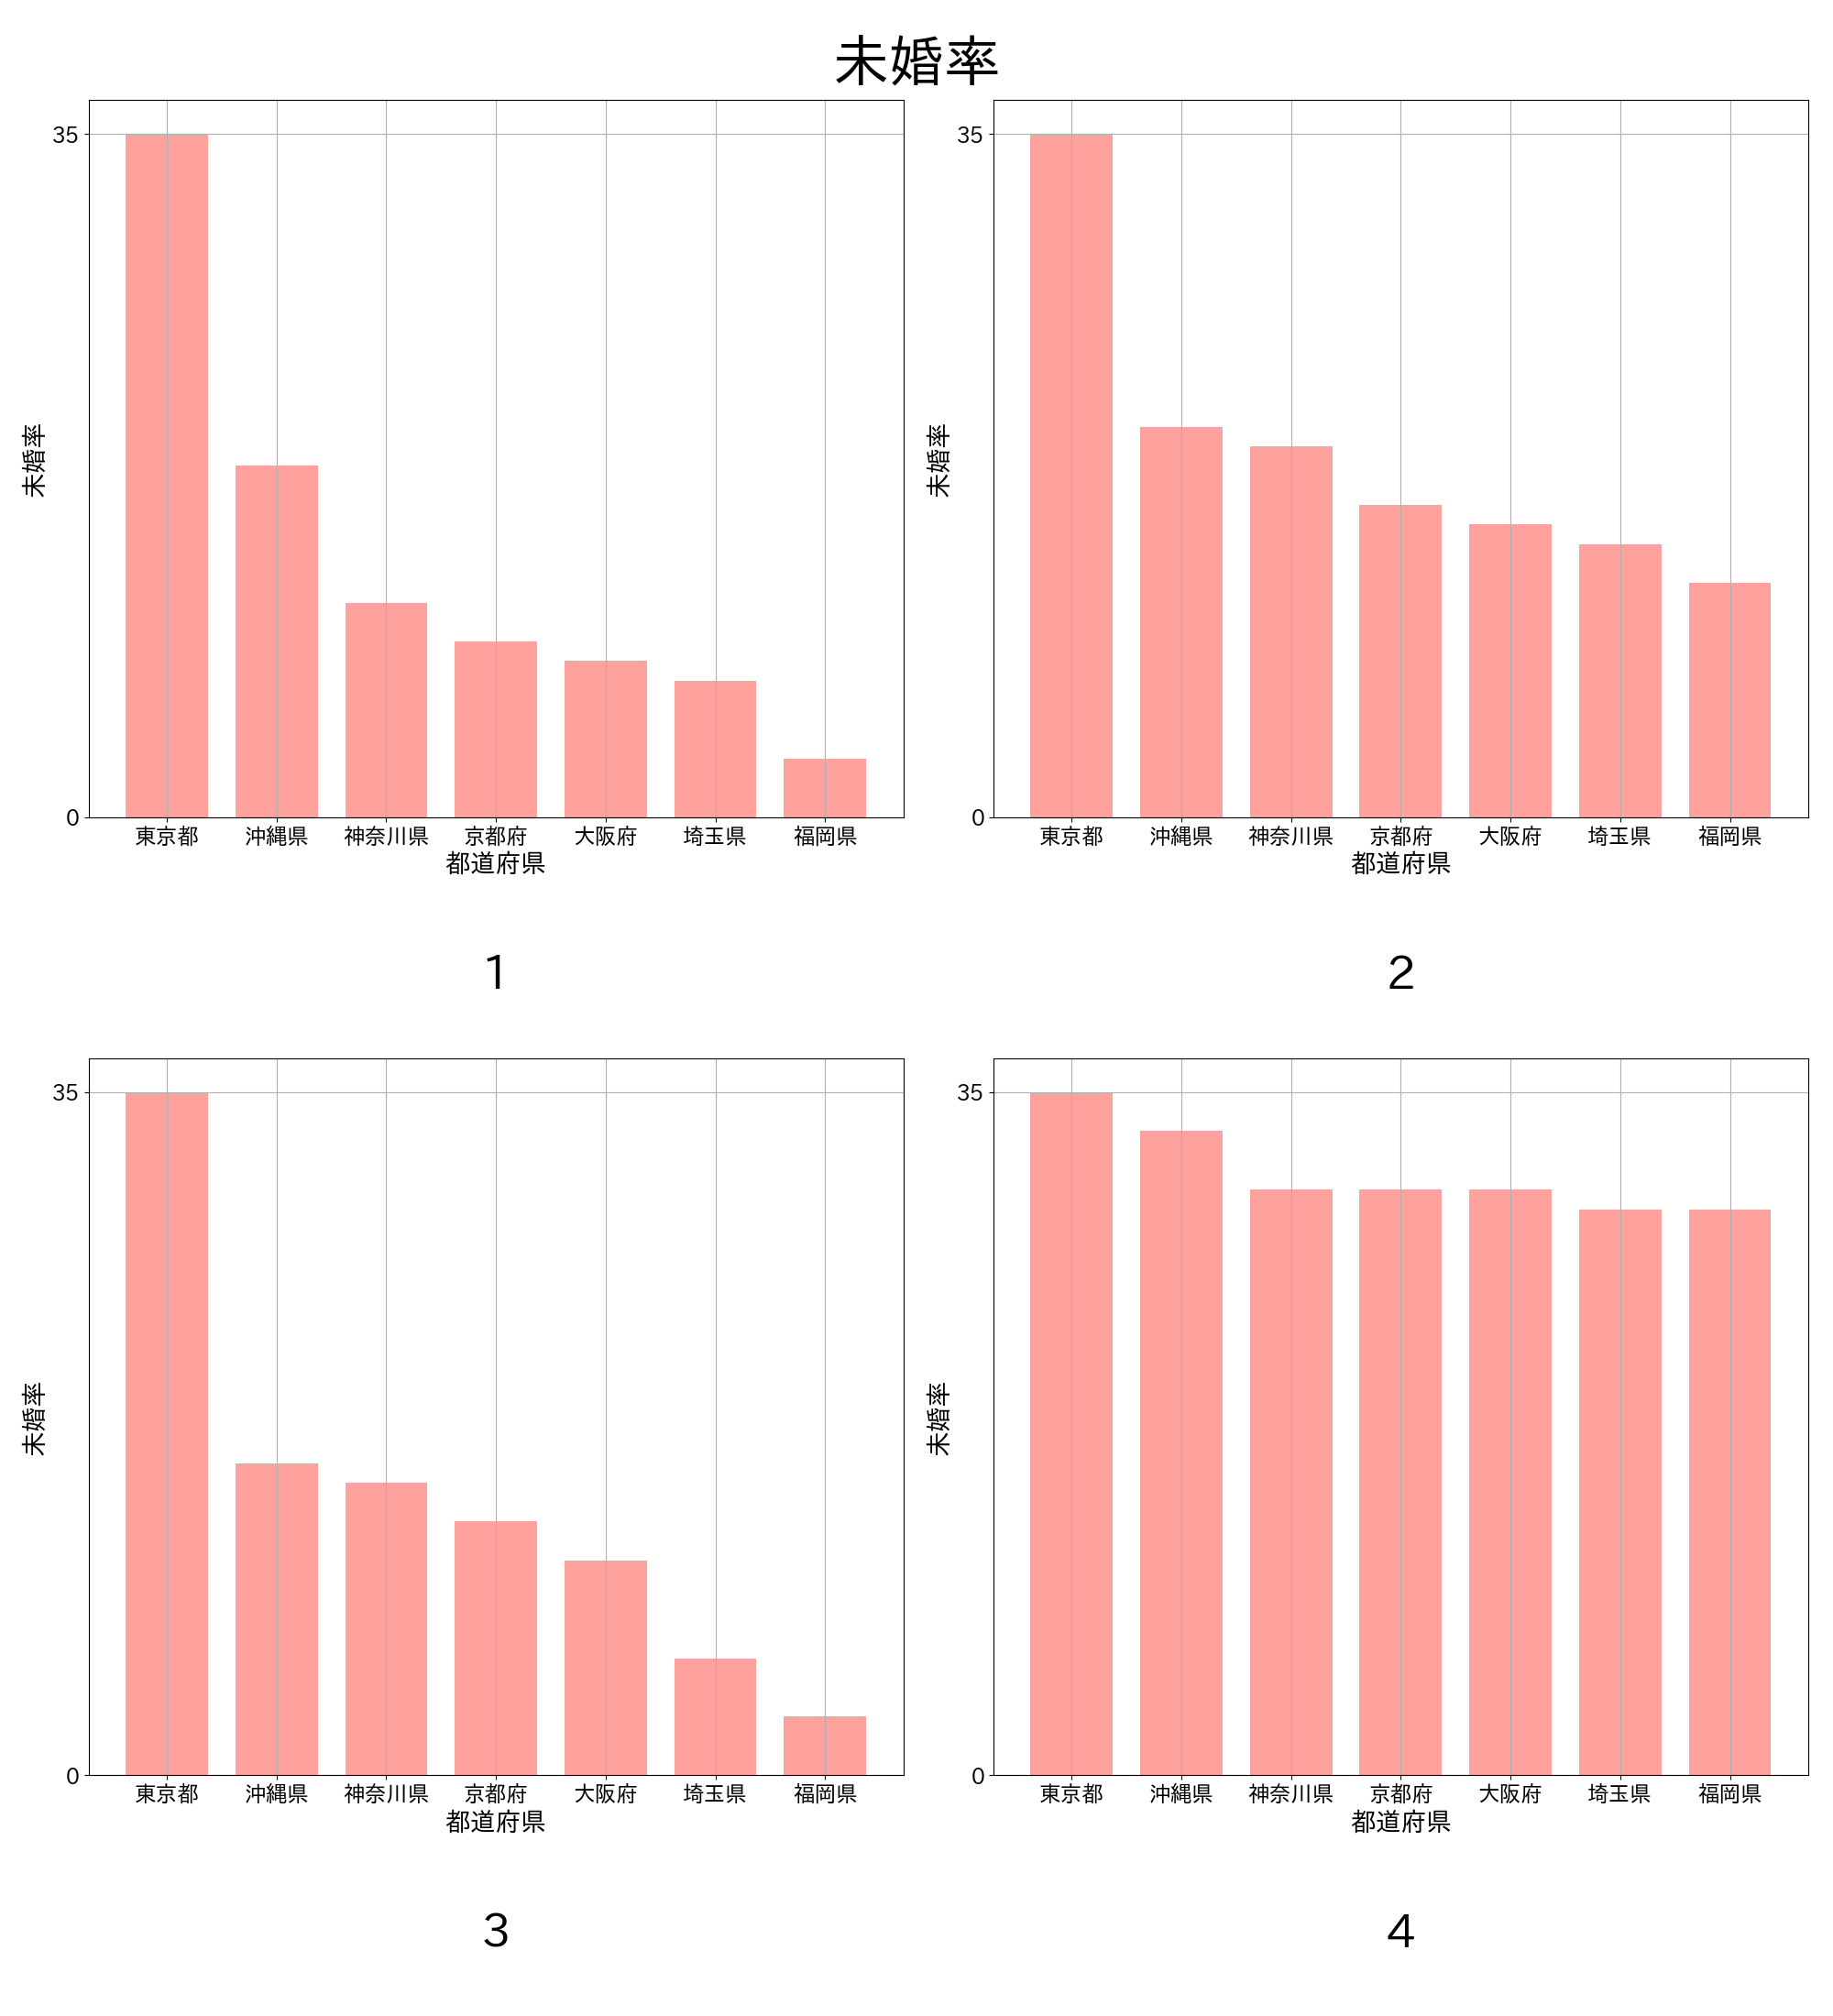 未婚率
35
未婚率
0
東京都 沖縄県 神奈川県 京都府 大阪府 埼玉県 福岡県
都道府県
1
35
未婚率
0
東京都 沖縄県 神奈川県 京都府 大阪府 埼玉県 福岡県
都道府県
2
35
未婚率
0
東京都 沖縄県 神奈川県 京都府 大阪府 埼玉県 福岡県
都道府県
3
35
未婚率
0
東京都 沖縄県 神奈川県 京都府 大阪府 埼玉県 福岡県
都道府県
4